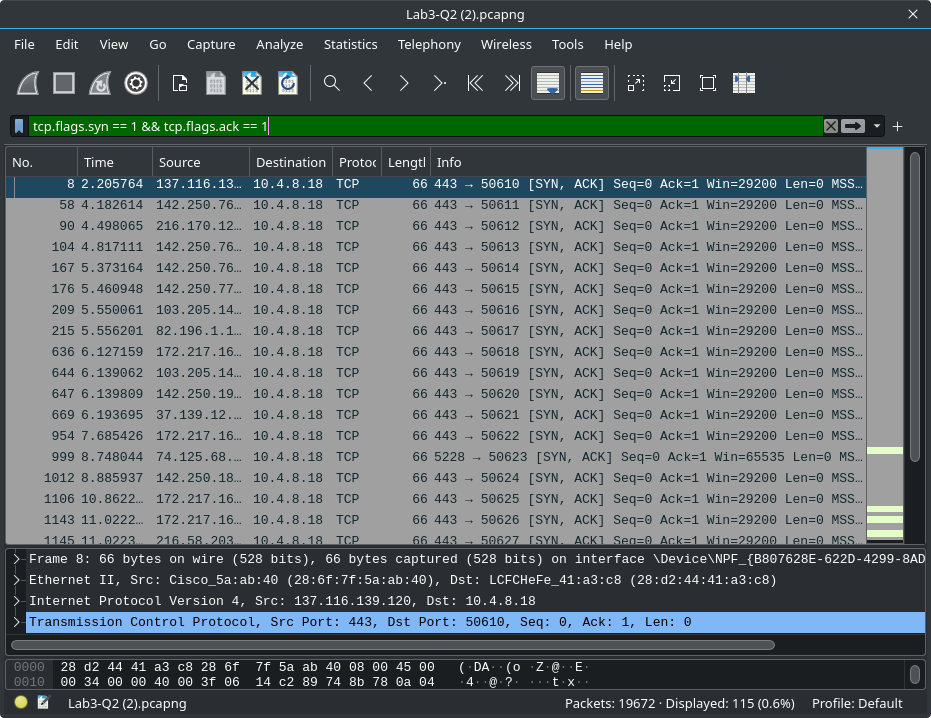 Lab3-Q2 (2).pcapng
File Edit View Go Capture Analyze Statistics Telephony Wireless Tools Help
tcp.flags.syn == 1 && tcp.flags.ack == 1
No. Time Source Destination Protoc Lengtl Info
8 2.205764 137.116.13… 10.4.8.18 TCP 66 443 → 50610 [SYN, ACK] Seq=0 Ack=1 Win=29200 Len=0 MSS…
58 4.182614 142.250.76… 10.4.8.18 TCP 66 443 → 50611 [SYN, ACK] Seq=0 Ack=1 Win=29200 Len=0 MSS…
90 4.498065 216.170.12… 10.4.8.18 TCP 66 443 → 50612 [SYN, ACK] Seq=0 Ack=1 Win=29200 Len=0 MSS…
104 4.817111 142.250.76… 10.4.8.18 TCP 66 443 → 50613 [SYN, ACK] Seq=0 Ack=1 Win=29200 Len=0 MSS…
167 5.373164 142.250.76… 10.4.8.18 TCP 66 443 → 50614 [SYN, ACK] Seq=0 Ack=1 Win=29200 Len=0 MSS…
176 5.460948 142.250.77… 10.4.8.18 TCP 66 443 → 50615 [SYN, ACK] Seq=0 Ack=1 Win=29200 Len=0 MSS…
209 5.550061 103.205.14… 10.4.8.18 TCP 66 443 → 50616 [SYN, ACK] Seq=0 Ack=1 Win=29200 Len=0 MSS…
215 5.556201 82.196.1.1… 10.4.8.18 TCP 66 443 → 50617 [SYN, ACK] Seq=0 Ack=1 Win=29200 Len=0 MSS…
636 6.127159 172.217.16… 10.4.8.18 TCP 66 443 → 50618 [SYN, ACK] Seq=0 Ack=1 Win=29200 Len=0 MSS…
644 6.139062 103.205.14… 10.4.8.18 TCP 66 443 → 50619 [SYN, ACK] Seq=0 Ack=1 Win=29200 Len=0 MSS…
647 6.139809 142.250.19… 10.4.8.18 TCP 66 443 → 50620 [SYN, ACK] Seq=0 Ack=1 Win=29200 Len=0 MSS…
669 6.193695 37.139.12.… 10.4.8.18 TCP 66 443 → 50621 [SYN, ACK] Seq=0 Ack=1 Win=29200 Len=0 MSS…
954 7.685426 172.217.16… 10.4.8.18 TCP 66 443 → 50622 [SYN, ACK] Seq=0 Ack=1 Win=29200 Len=0 MSS…
999 8.748044 74.125.68.… 10.4.8.18 TCP 66 5228 → 50623 [SYN, ACK] Seq=0 Ack=1 Win=65535 Len=0 MS…
1012 8.885937 142.250.18… 10.4.8.18 TCP 66 443 → 50624 [SYN, ACK] Seq=0 Ack=1 Win=29200 Len=0 MSS…
1106 10.8622… 172.217.16… 10.4.8.18 TCP 66 443 → 50625 [SYN, ACK] Seq=0 Ack=1 Win=29200 Len=0 MSS…
1143 11.0222… 172.217.16… 10.4.8.18 TCP 66 443 → 50626 [SYN, ACK] Seq=0 Ack=1 Win=29200 Len=0 MSS…
1145 11.0223… 216.58.203… 10.4.8.18 TCP 66 443 → 50627 [SYN, ACK] Seq=0 Ack=1 Win=29200 Len=0 MSS…
Frame 8: 66 bytes on wire (528 bits), 66 bytes captured (528 bits) on interface \Device\NPF_{B807628E-622D-4299-8AD
Ethernet II, Src: Cisco_5a:ab:40 (28:6f:7f:5a:ab:40), Dst: LCFCHeFe_41:a3:c8 (28:d2:44:41:a3:c8)
Internet Protocol Version 4, Src: 137.116.139.120, Dst: 10.4.8.18
Transmission Control Protocol, Src Port: 443, Dst Port: 50610, Seq: 0, Ack: 1, Len: 0
0000 28 d2 44 41 a3 c8 28 6f 7f 5a ab 40 08 00 45 00 (·DA··(o ·Z·@··E·
0010 00 34 00 00 40 00 3f 06 14 c2 89 74 8b 78 0a 04 ·4··@·?· ···t·x··
Lab3-Q2 (2).pcapng Packets: 19672 · Displayed: 115 (0.6%) Profile: Default